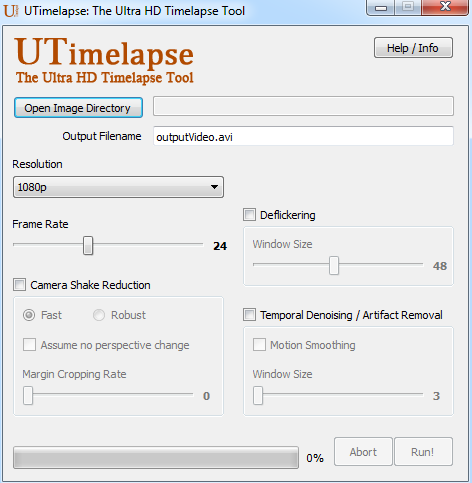 UTimelapse: The Ultra HD Timelapse Tool
UTimelapse
The Ultra HD Timelapse Tool
Help / Info
Open Image Directory
Output Filename outputVideo.avi
Resolution
1080p
Frame Rate
24
Deflickering
Window Size
48
Camera Shake Reduction
Fast Robust
Assume no perspective change
Margin Cropping Rate
0
Temporal Denoising / Artifact Removal
Motion Smoothing
Window Size
3
0%
Abort Run!